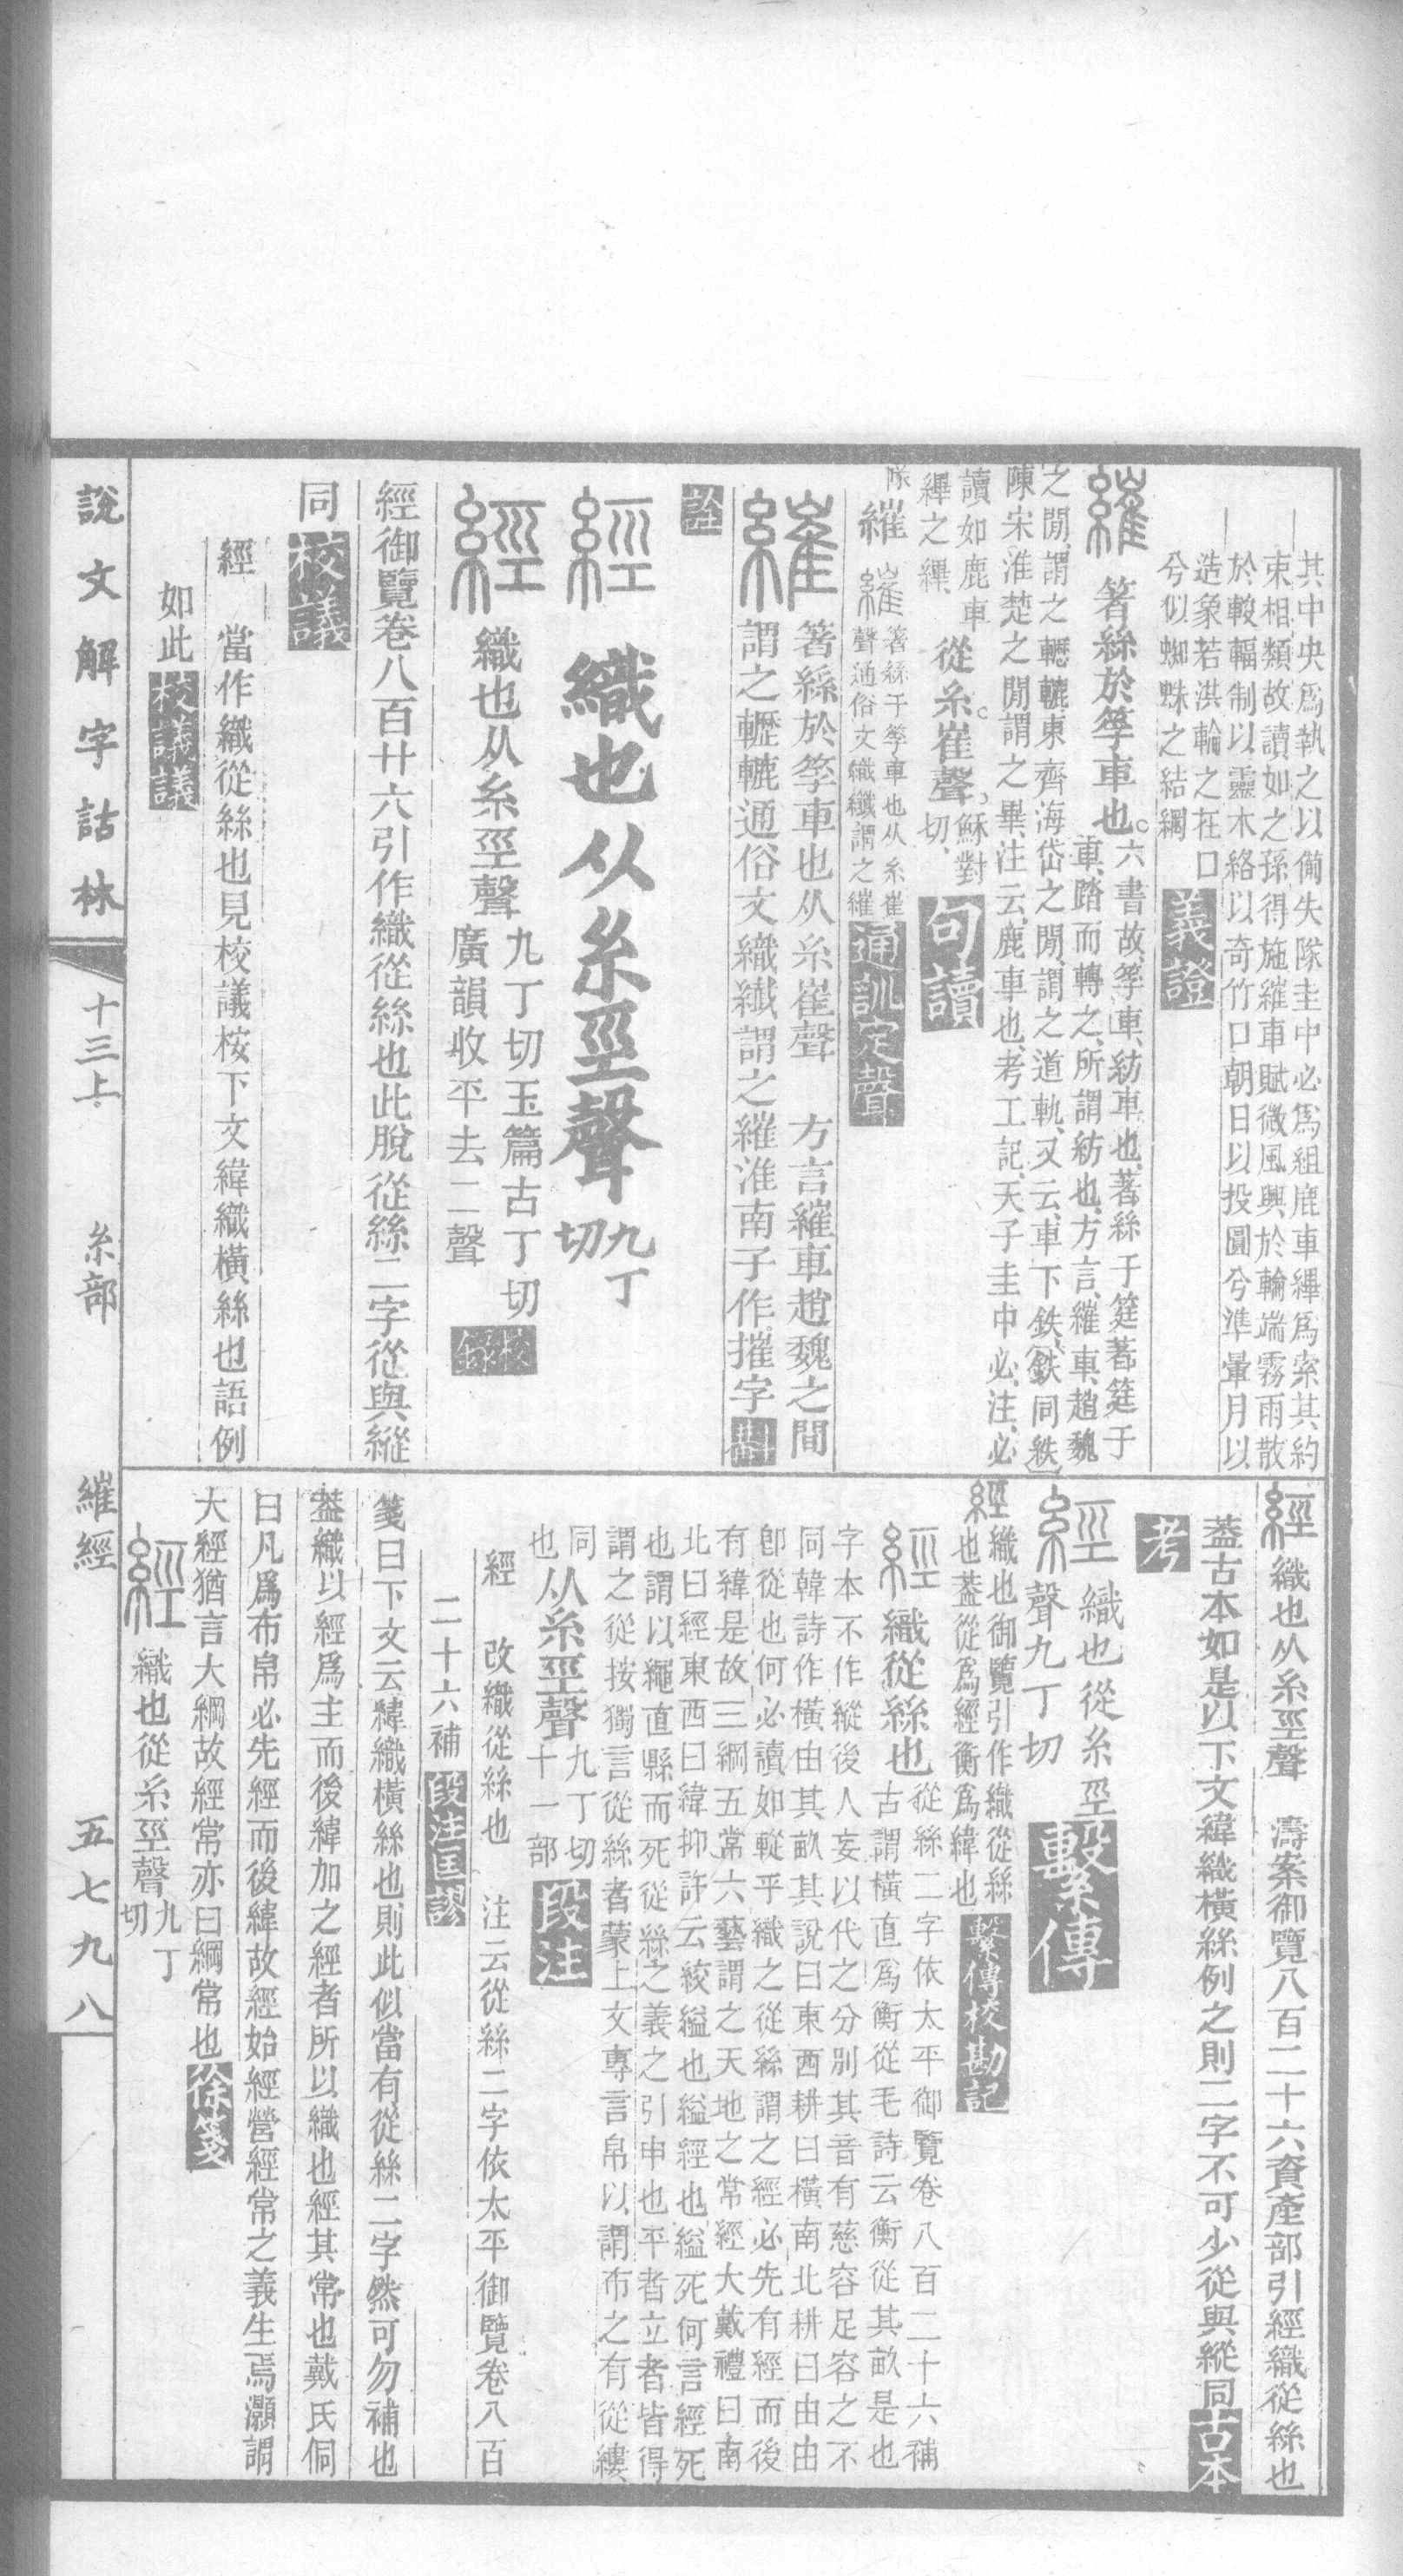 其中央爲執之以備失隊圭中必爲組鹿車縪爲索其約
束相類故讀如之孫得施繀車賦微風興於輪端霧雨散
於較輻制以靈木絡以奇竹口朝日以投圓兮準暈月以
造象若淇輪之在口
兮似蜘蛛之結綱 義證
繀 箸絲於筟車也。六書故筟車紡車也著絲于筳著筳于
車踏而轉之所謂紡也方言繀車趙魏
之閒謂之轣轆東齊海岱之閒謂之道軌又云車下鉄鉄同紩
陳宋淮楚之閒謂之畢注云鹿車也考工記天子圭中必注必
讀如鹿車縪之縪 從糸。崔聲，穌對切、 句讀
隊 繀 繀 箸絲于筟車也从糸崔
聲通俗文織纖謂之繀 通訓定聲
繀 箸絲於筟車也从糸崔聲 方言繀車趙魏之間
謂之轣轆通俗文織纖謂之繀淮南子作摧字 斠
詮
經 織也从糸巠聲 九丁切
經 織也从糸巠聲 九丁切玉篇古丁切
廣韻收平去二聲 校錄
經御覽卷八百廿六引作織從絲也此脫從絲二字從與縱
同 校議
經 當作織從絲也見校議桉下文緯織橫絲也語例
如此 校議議
經 織也从糸巠聲 濤案御覽八百二十六資產部引經織從絲也
葢古本如是以下文緯織橫絲例之則二字不可少從與縱同 古本
考
經 織也從糸巠
聲九丁切 繫傳
經 織也御覽引作織從絲
也葢從爲經衡爲緯也 繫傳校勘記
經 織從絲也 從絲二字依太平御覽卷八百二十六補
古謂橫直爲衡從毛詩云衡從其畝是也
字本不作縱後人妄以代之分別其音有慈容足容之不
同韓詩作橫由其畝其說曰東西耕曰橫南北耕曰由由
卽從也何必讀如䡮平織之從絲謂之經必先有經而後
有緯是故三綱五常六藝謂之天地之常經大戴禮曰南
北曰經東西曰緯抑許云絞縊也縊經也縊死何言經死
也謂以繩直縣而死從絲之義之引申也平者立者皆得
謂之從按獨言從絲者蒙上文專言帛以謂布之有從縷
同
也 从糸巠聲 九丁切
十一部 段注
經 改織從絲也 注云從絲二字依太平御覽卷八百
二十六補 段注匡謬
箋曰下文云緯織橫絲也則此似當有從絲二字然可勿補也
葢織以經爲主而後緯加之經者所以織也經其常也戴氏侗
曰凡爲布帛必先經而後緯故經始經營經常之義生焉灝謂
大經猶言大綱故經常亦曰綱常也 徐箋
經 織也從糸巠聲 九丁切
說文解字詁林 十三上 糸部 繀經 五七九八